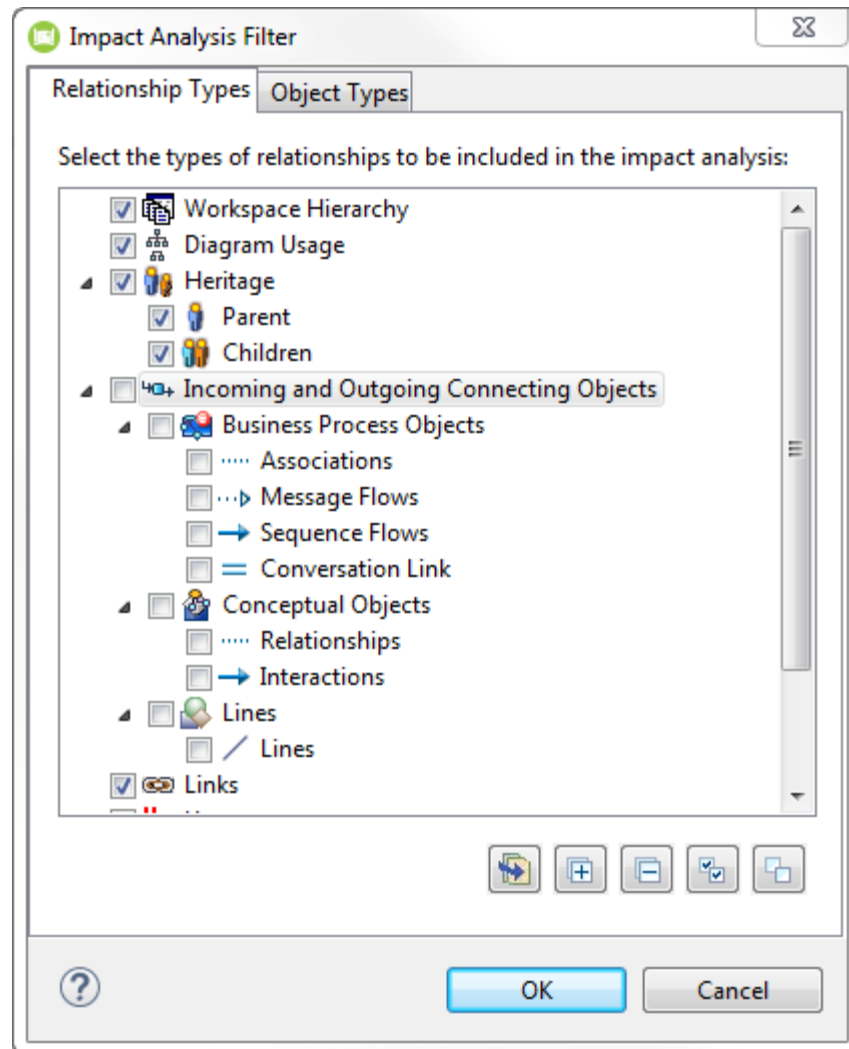 Impact Analysis Filter
Relationship Types
Object Types
Select the types of relationships to be included in the impact analysis:
Workspace Hierarchy
Diagram Usage
Heritage
Parent
Children
Incoming and Outgoing Connecting Objects
Business Process Objects
Associations
Message Flows
Sequence Flows
Conversation Link
Conceptual Objects
Relationships
Interactions
Lines
Lines
Links
OK
Cancel